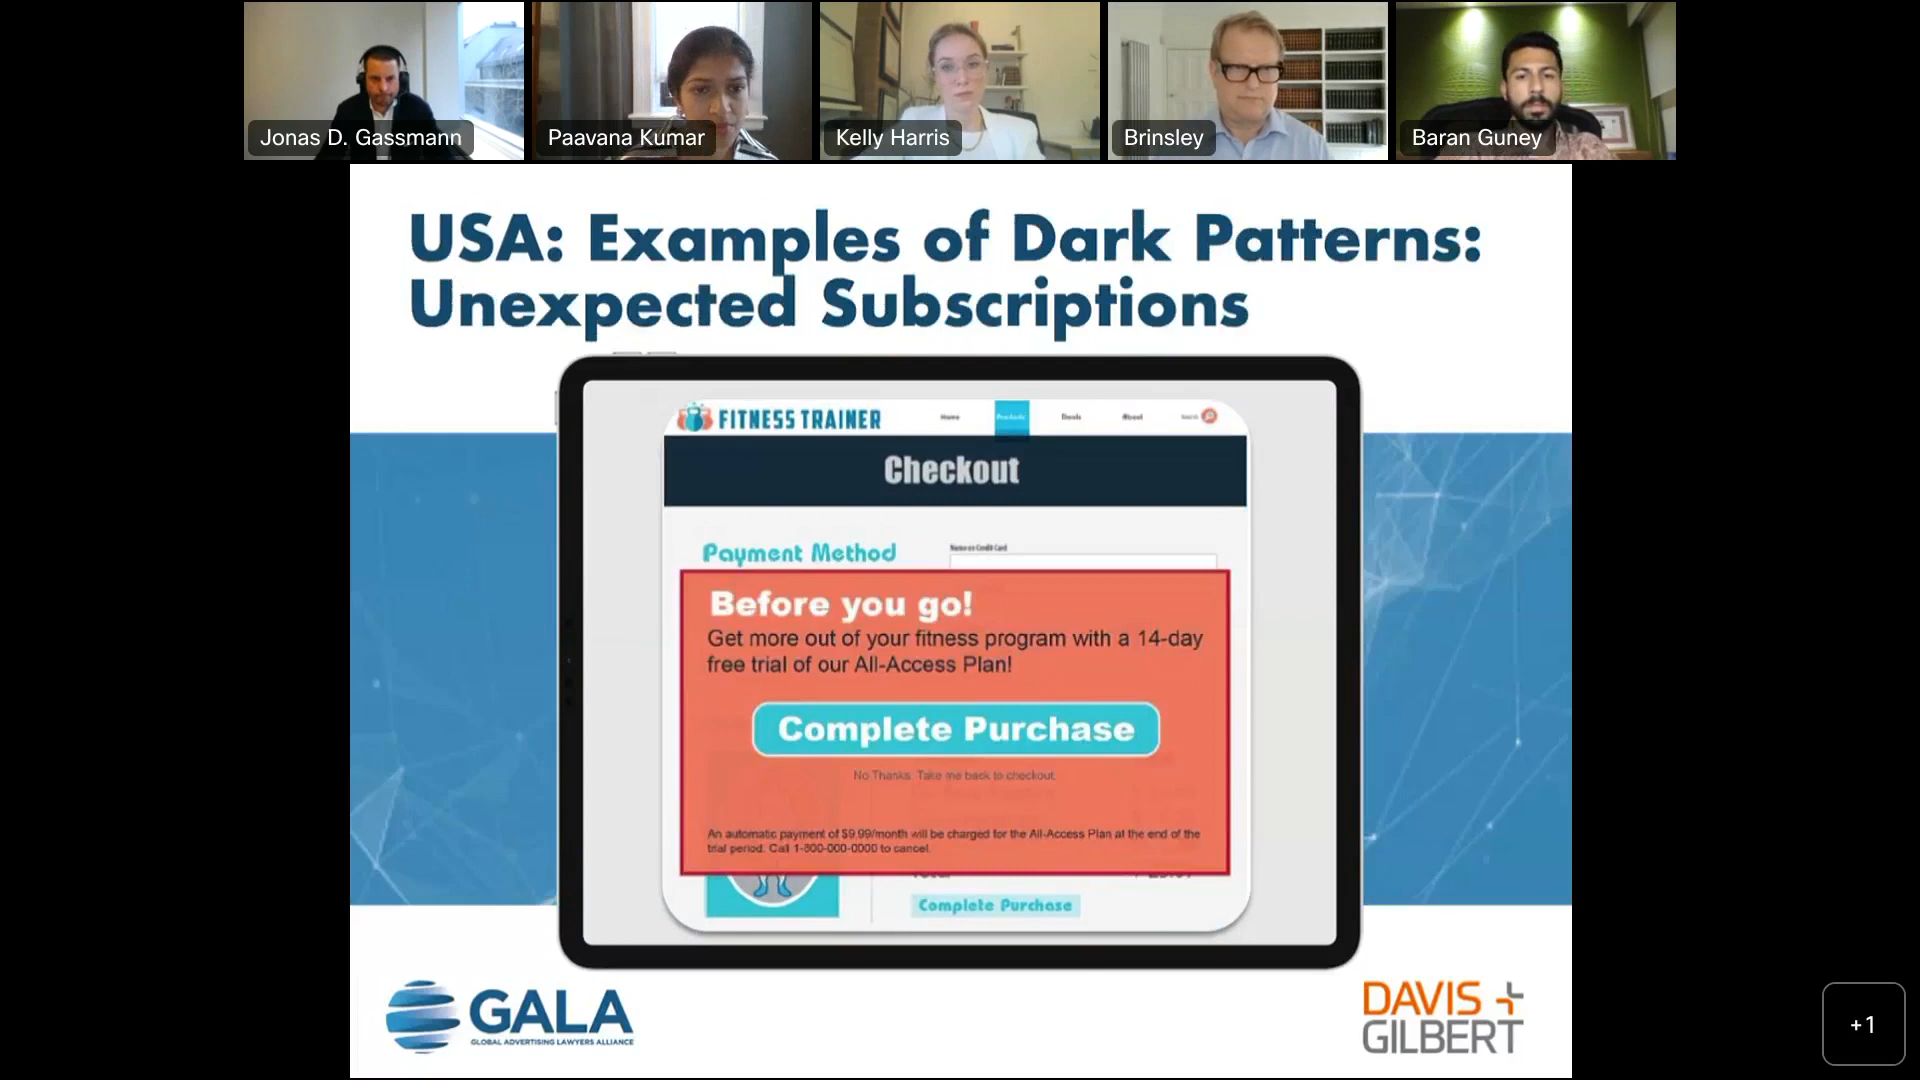 Jonas D. Gassmann
Paavana Kumar
Kelly Harris
Brinsley
Baran Guney
USA: Examples of Dark Patterns:
Unexpected Subscriptions
FITNESS TRAINER
Home
Products
Deals
About
Search
Checkout
Payment Method
Name on Credit Card
Before you go!
Get more out of your fitness program with a 14-day
free trial of our All-Access Plan!
Complete Purchase
No Thanks. Take me back to checkout.
An automatic payment of $9.99/month will be charged for the All-Access Plan at the end of the
trial period. Call 1-800-000-0000 to cancel.
Complete Purchase
GALA
GLOBAL ADVERTISING LAWYERS ALLIANCE
DAVIS+
GILBERT
+1